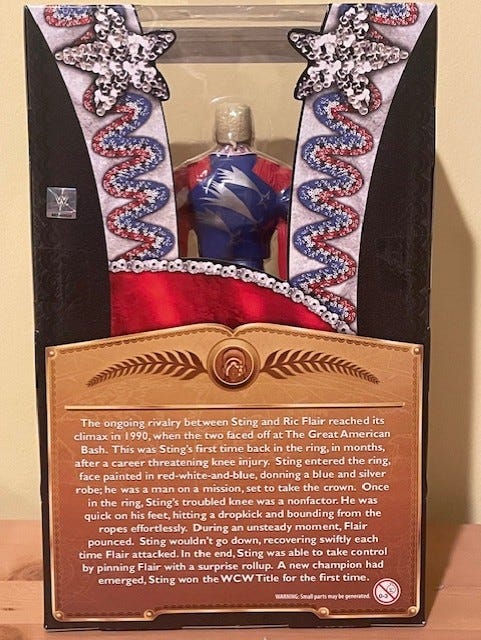 W
The ongoing rivalry between Sting and Ric Flair reached its
climax in 1990, when the two faced off at The Great American
Bash. This was Sting's first time back in the ring, in months,
after a career threatening knee injury. Sting entered the ring,
face painted in red-white-and-blue, donning a blue and silver
robe; he was a man on a mission, set to take the crown. Once
in the ring, Sting's troubled knee was a nonfactor. He was
quick on his feet, hitting a dropkick and bounding from the
ropes effortlessly. During an unsteady moment, Flair
pounced. Sting wouldn't go down, recovering swiftly each
time Flair attacked. In the end, Sting was able to take control
by pinning Flair with a surprise rollup. A new champion had
emerged, Sting won the WCW Title for the first time.
WARNING: Small parts may be generated.
0-3